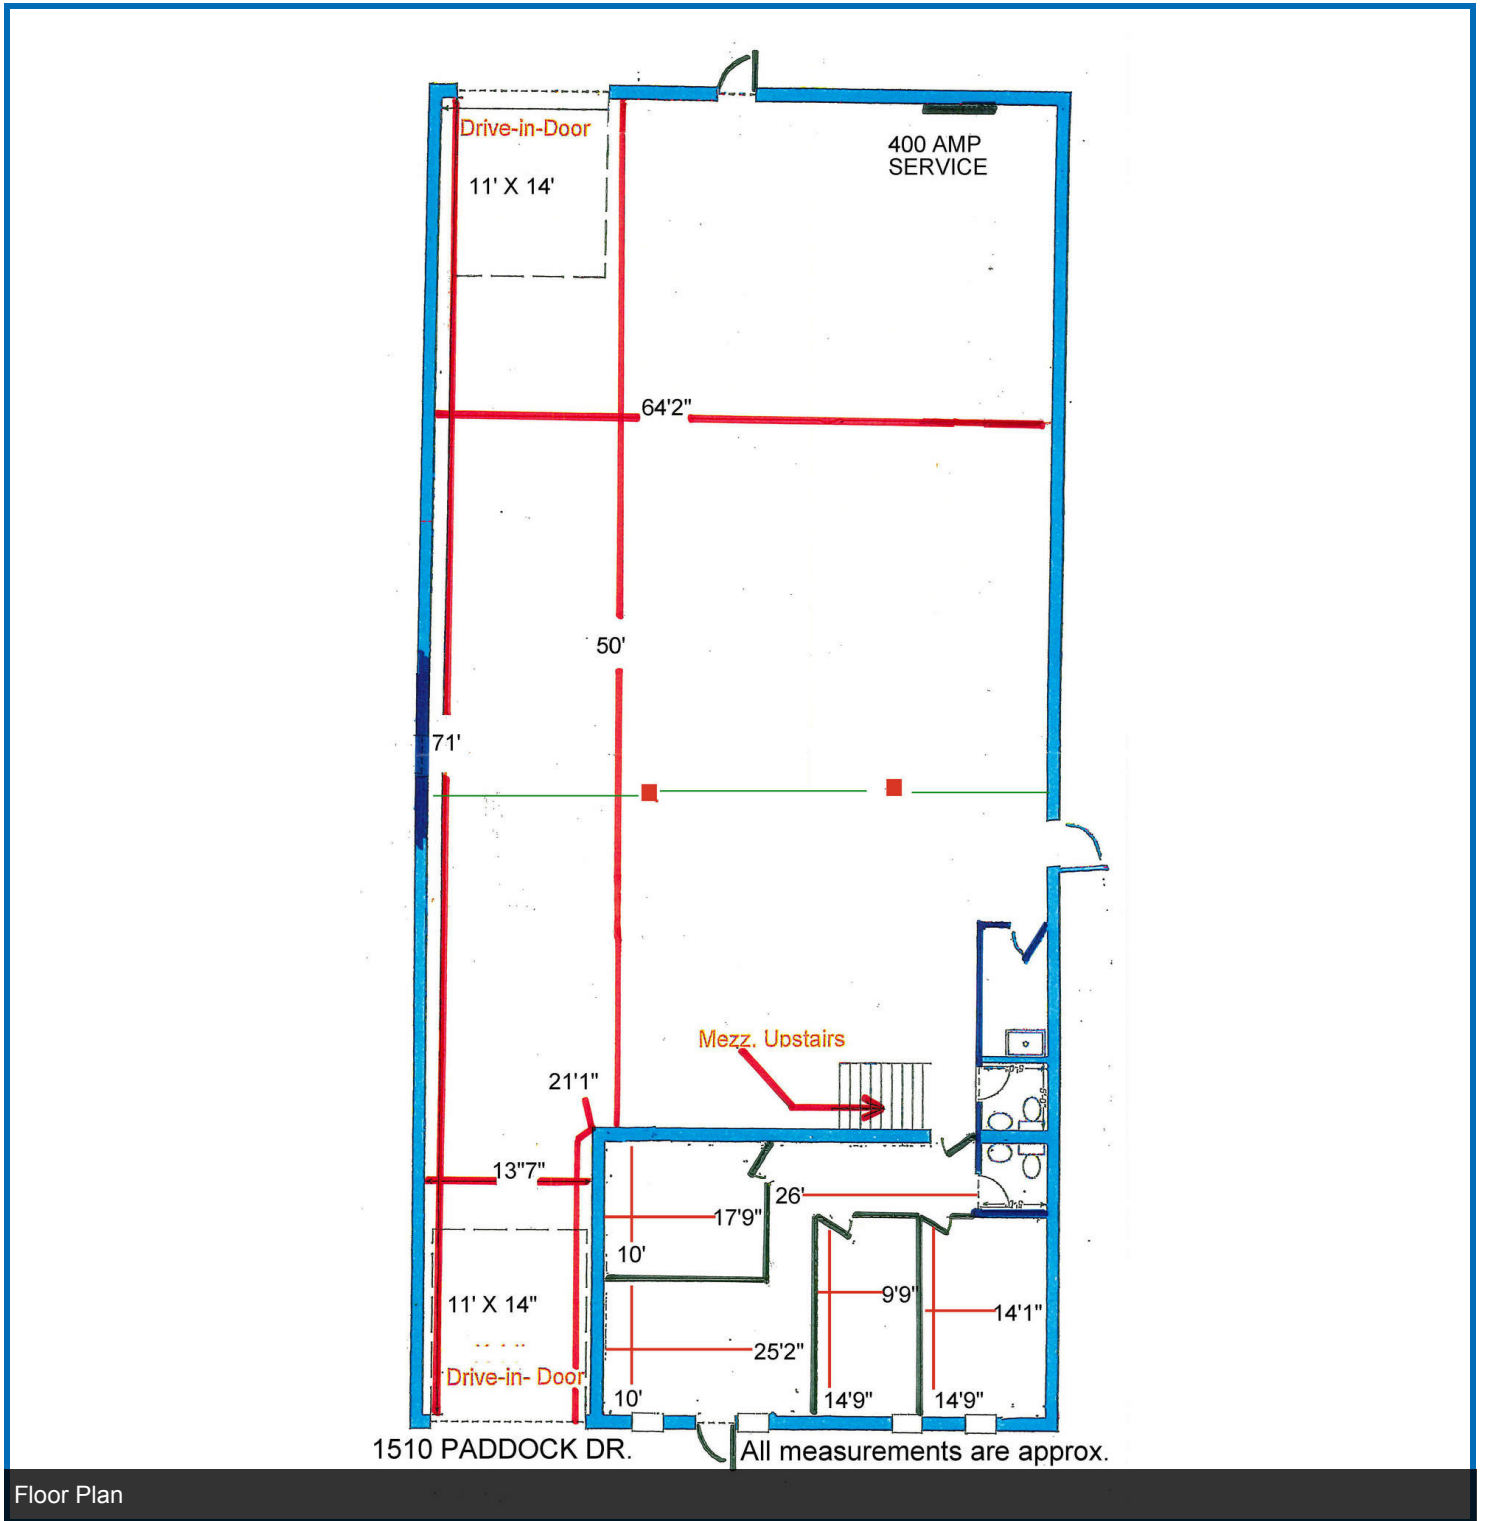 Drive-in-Door
11' X 14'
400 AMP
SERVICE
64'2"
50'
71'
Mezz. Upstairs
21'1"
13"7"
26'
17'9"
10'
9'9"
14'1"
11' X 14"
25'2"
Drive-in- Door
10'
14'9"
14'9"
1510 PADDOCK DR.
All measurements are approx.
Floor Plan